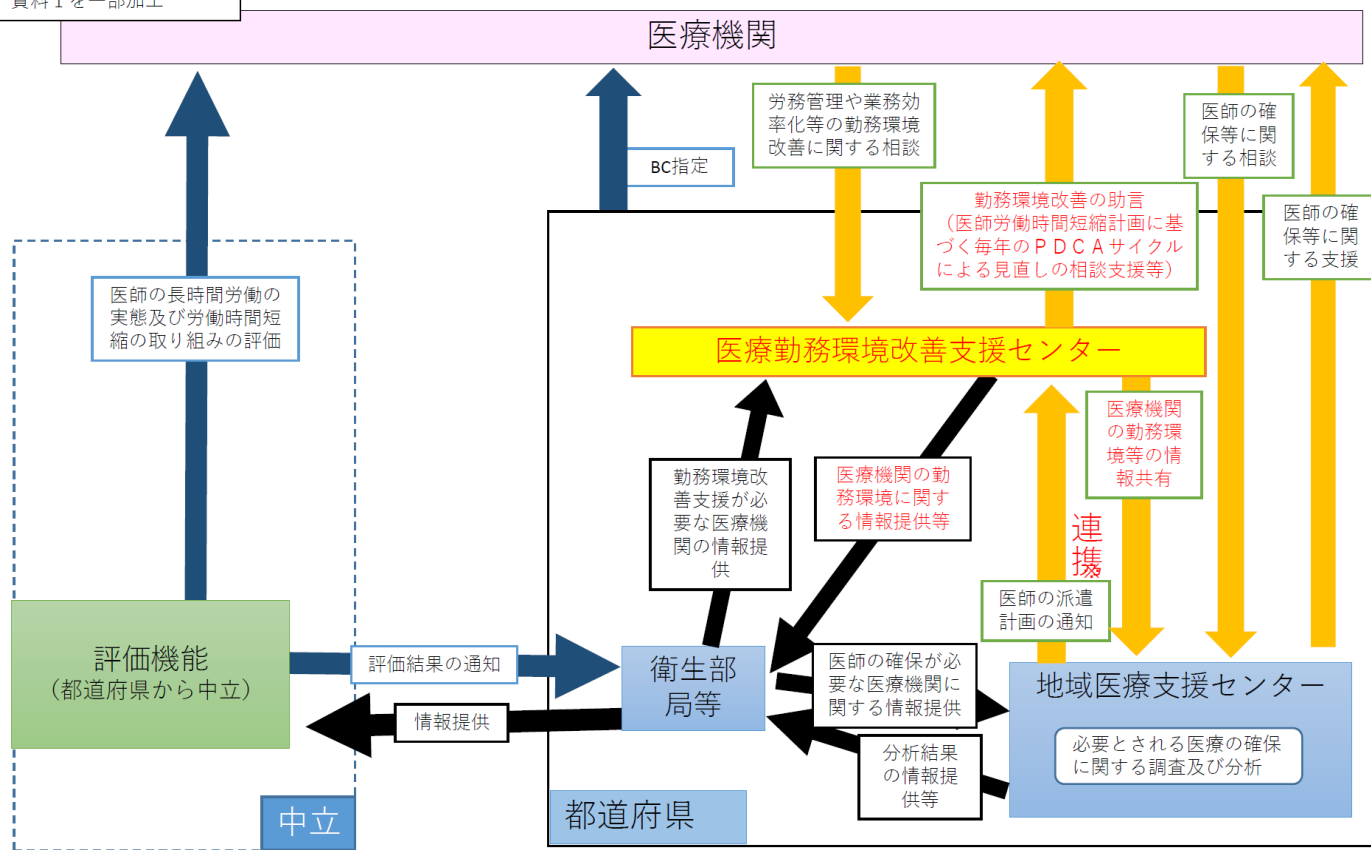 資料１を一部加工
医療機関
労務管理や業務効
率化等の勤務環境
改善に関する相談
医師の確
保等に関
する相談
BC指定
勤務環境改善の助言
（医師労働時間短縮計画に基
づく毎年のＰＤＣＡサイクル
による見直しの相談支援等）
医師の確
保等に関
する支援
医師の長時間労働の
実態及び労働時間短
縮の取り組みの評価
医療勤務環境改善支援センター
医療機関
の勤務環
境等の情
報共有
勤務環境改
善支援が必
要な医療機
関の情報提
供
医療機関の勤
務環境に関す
る情報提供等
連携
医師の派遣
計画の通知
評価機能
（都道府県から中立）
評価結果の通知
衛生部
局等
医師の確保が必
要な医療機関に
関する情報提供
地域医療支援センター
情報提供
必要とされる医療の確保
に関する調査及び分析
分析結果
の情報提
供等
中立
都道府県